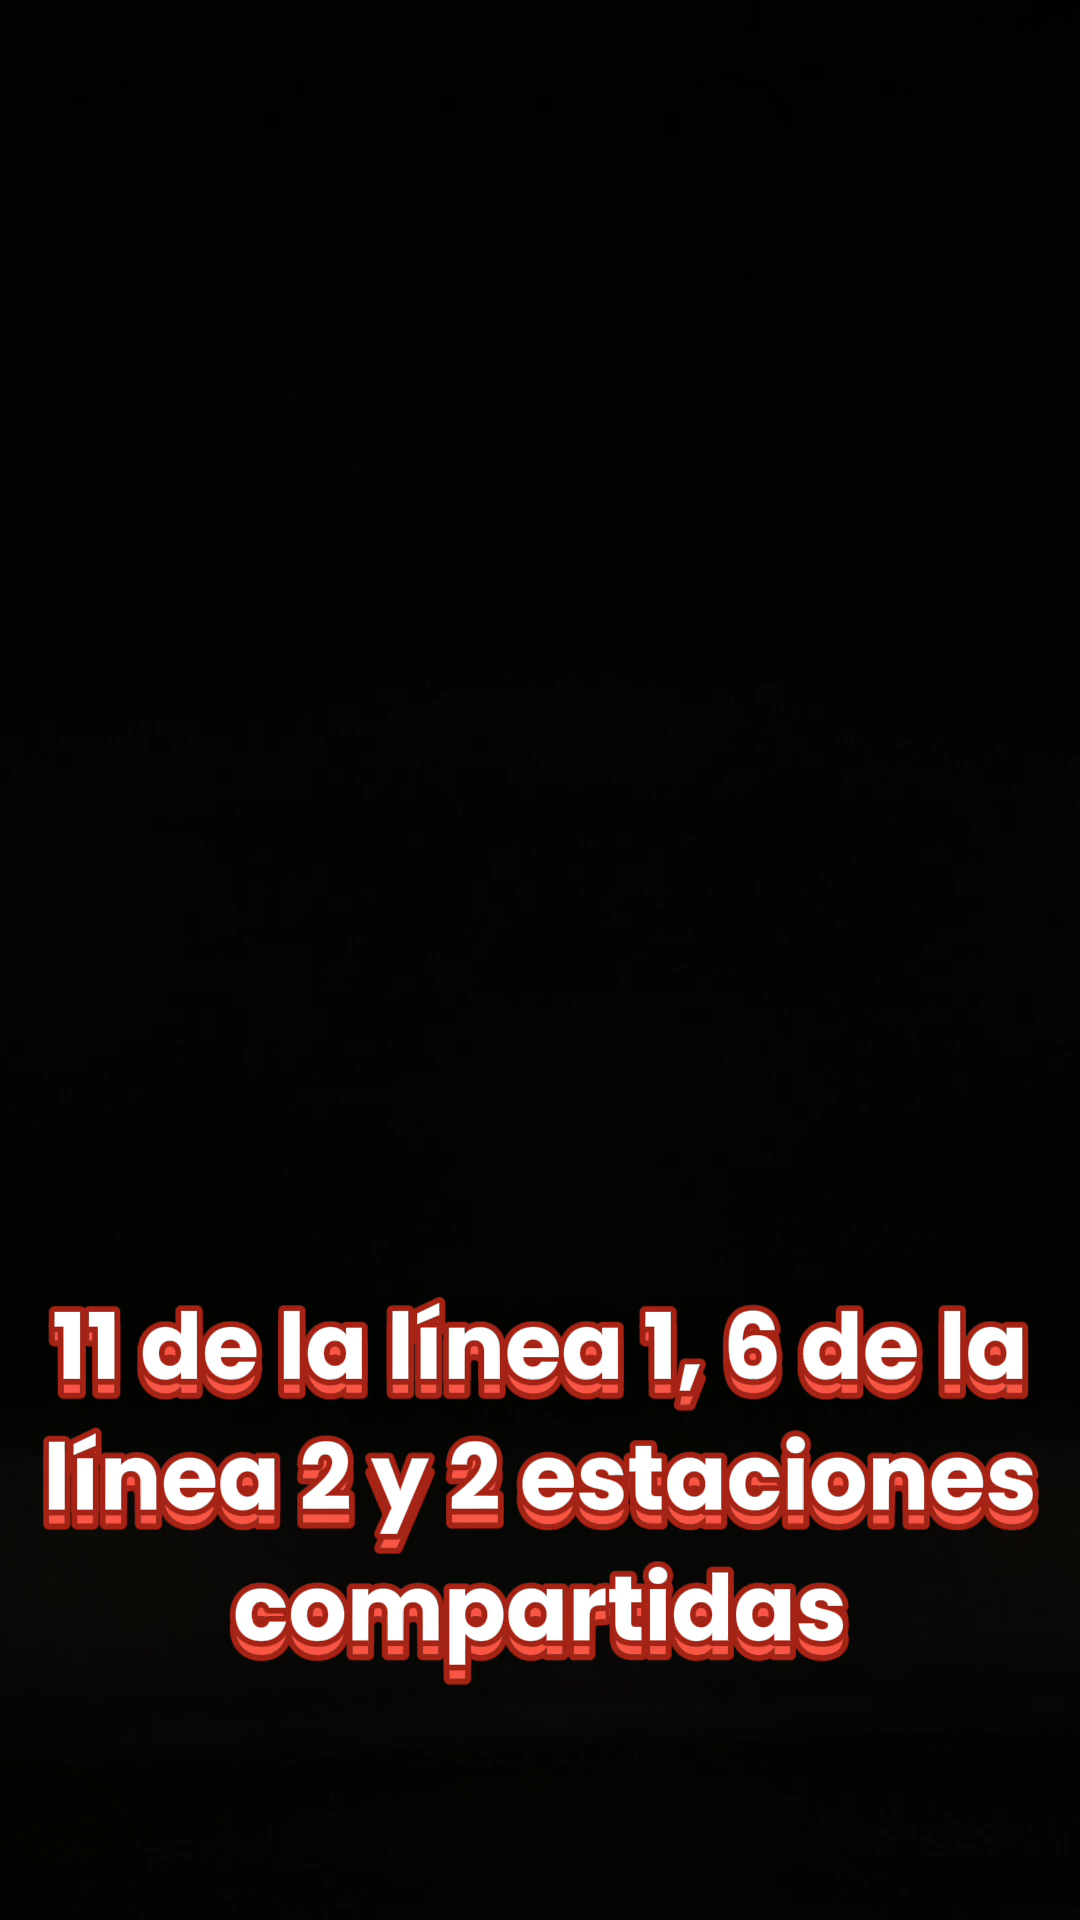 11 de la línea 1, 6 de la
línea 2 y 2 estaciones
compartidas